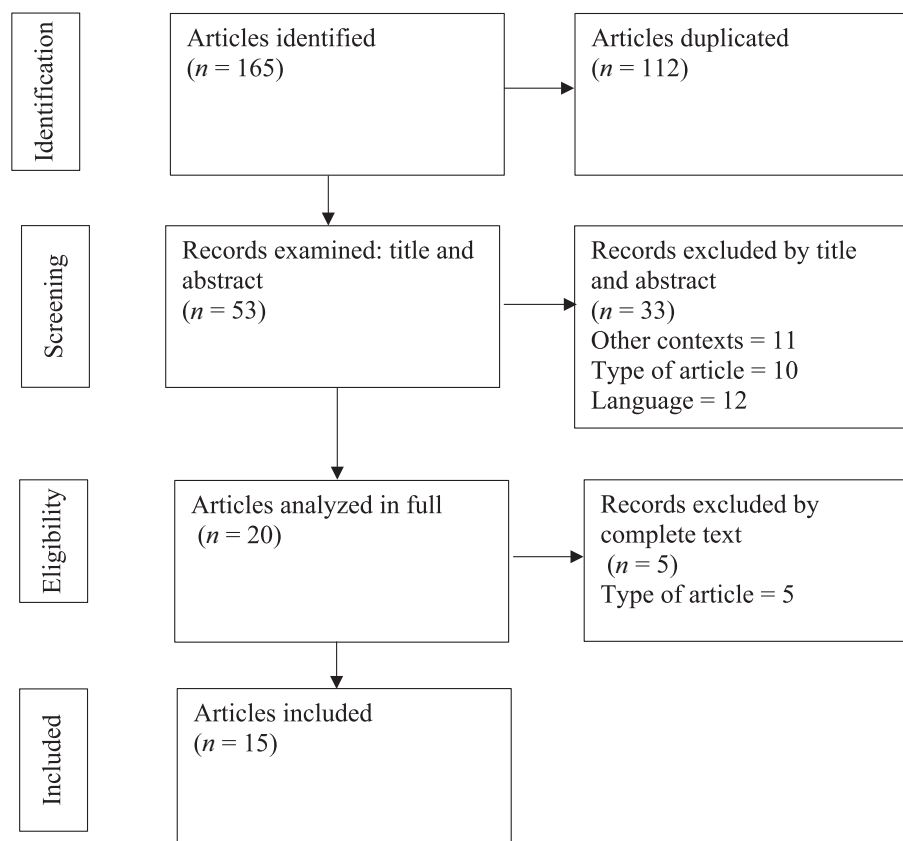 Identification
Articles identified
(n = 165)
Articles duplicated
(n = 112)
Screening
Records examined: title and
abstract
(n = 53)
Records excluded by title
and abstract
(n = 33)
Other contexts = 11
Type of article = 10
Language = 12
Eligibility
Articles analyzed in full
(n = 20)
Records excluded by
complete text
(n = 5)
Type of article = 5
Included
Articles included
(n = 15)